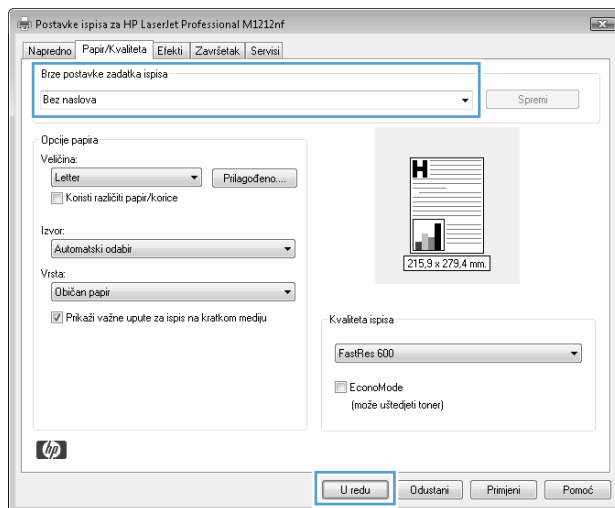 Postavke ispisa za HP LaserJet Professional M1212nf
Napredno Papir/Kvaliteta Efekti Završetak Servisi
Brze postavke zadatka ispisa
Bez naslova
Spremi
Opcije papira
Veličina:
Letter
Prilagođeno....
Koristi različiti papir/korice
Izvor:
Automatski odabir
Vrsta:
Običan papir
Prikaži važne upute za ispis na kratkom mediju
H
215,9 x 279,4 mm.
Kvaliteta ispisa
FastRes 600
EconoMode
(može uštedjeti toner)
hp
U redu Odustani Primjeni Pomoć